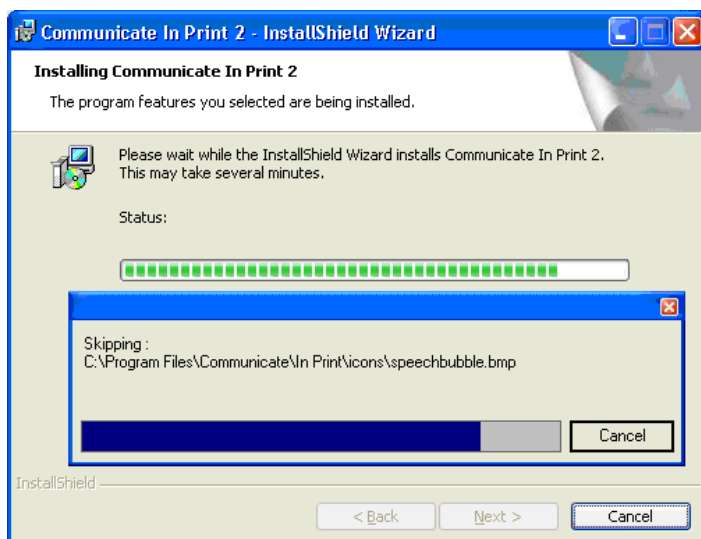 Communicate In Print 2 - InstallShield Wizard
Installing Communicate In Print 2
The program features you selected are being installed.
Please wait while the InstallShield Wizard installs Communicate In Print 2.
This may take several minutes.
Status:
Skipping :
C:\Program Files\Communicate\In Print\icons\speechbubble.bmp
Cancel
InstallShield
< Back
Next >
Cancel